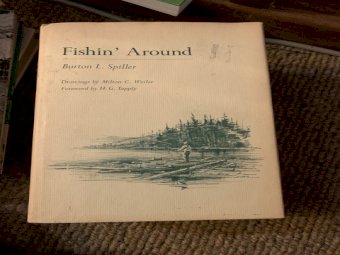 Fishin' Around
Burton L. Spiller
Drawings by Milton C. Weiler
Foreword by H. G. Tapply